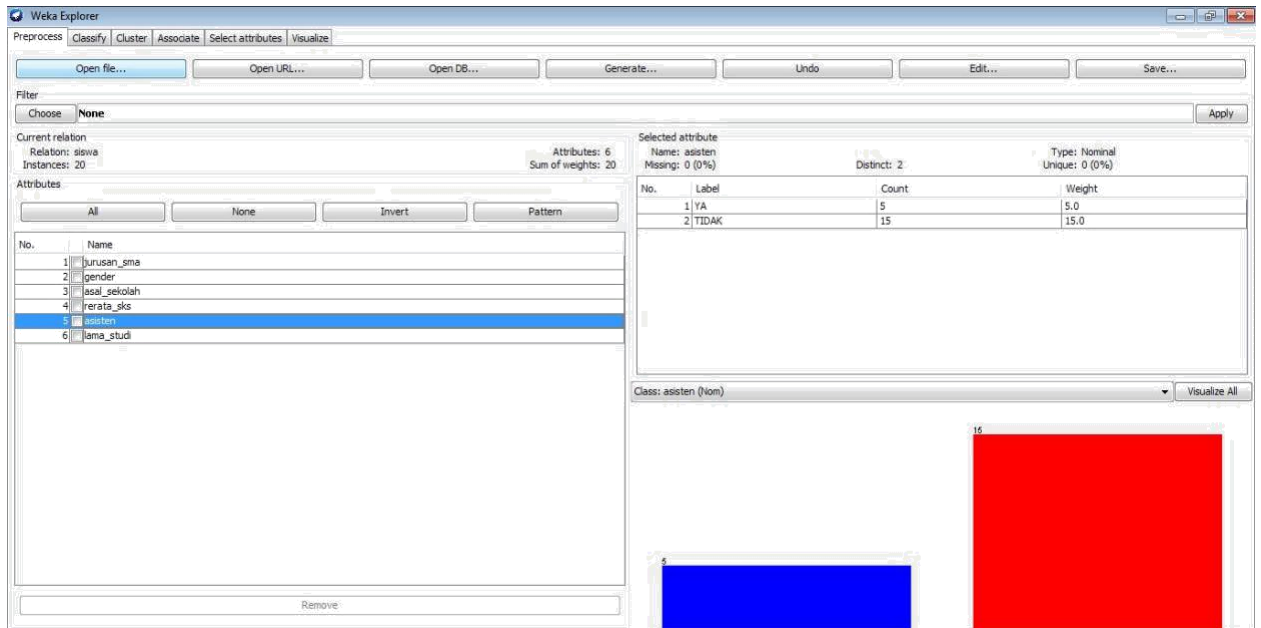 Weka Explorer
Preprocess Classify Cluster Associate Select attributes Visualize
Open file... Open URL... Open DB... Generate... Undo Edit... Save...
Filter
Choose None Apply
Current relation
Relation: siswa Attributes: 6
Instances: 20 Sum of weights: 20
Attributes
All None Invert Pattern
No. Name
1 jurusan_sma
2 gender
3 asal_sekolah
4 rerata_sks
5 asisten
6 lama_studi
Remove
Selected attribute
Name: asisten Type: Nominal
Missing: 0 (0%) Distinct: 2 Unique: 0 (0%)
No. Label Count Weight
1 YA 5 5.0
2 TIDAK 15 15.0
Class: asisten (Nom) Visualize All
15
5